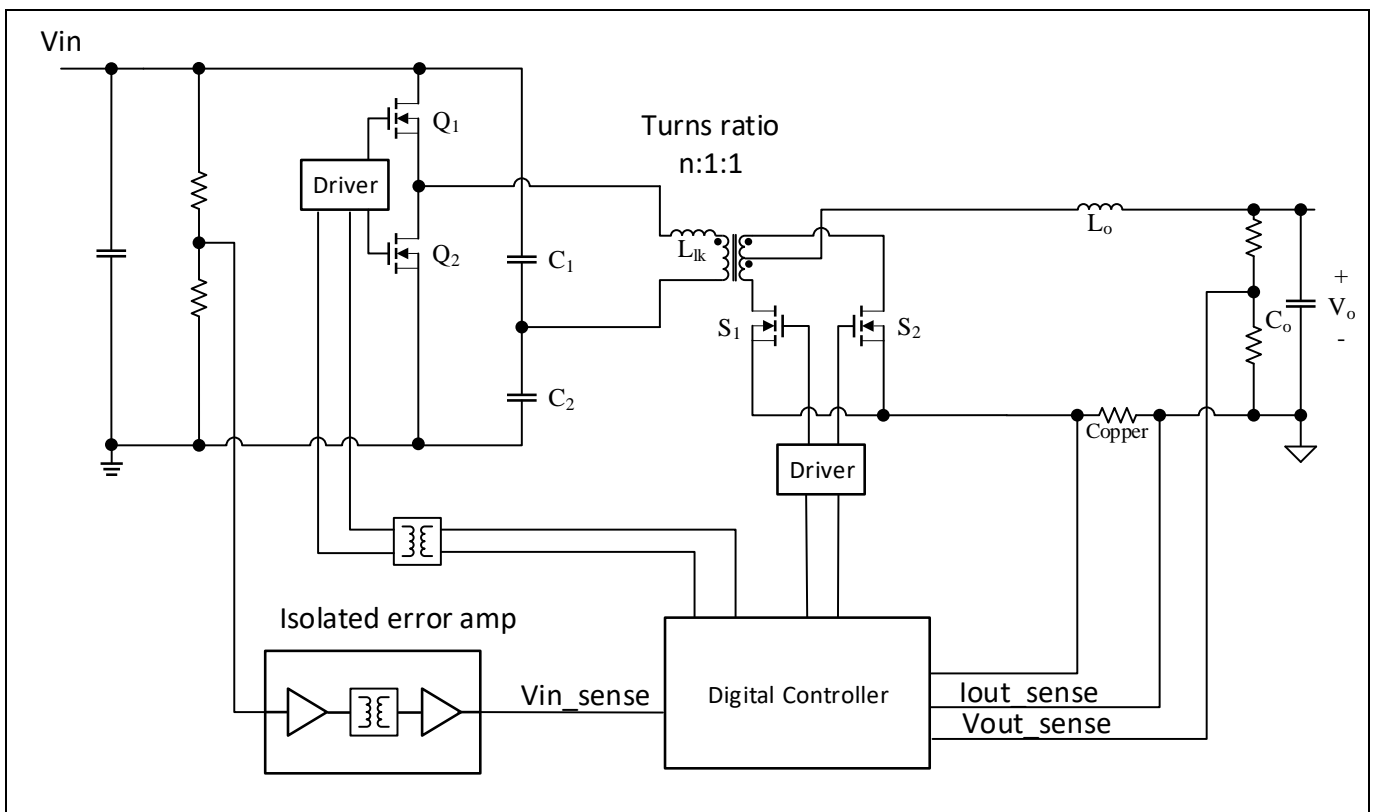 Vin
Q1
Turns ratio
n:1:1
Driver
Lo
Llk
Q2
C1
+
S1
S2
Co
Vo
-
C2
Copper
Driver
Isolated error amp
Vin_sense
Digital Controller
Iout_sense
Vout_sense